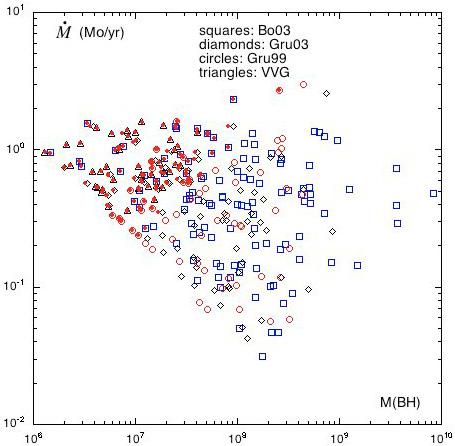 10¹
Ṁ (Mo/yr)
squares: Bo03
diamonds: Gru03
circles: Gru99
triangles: VVG
10⁰
10⁻¹
M(BH)
10⁻²
10⁶ 10⁷ 10⁸ 10⁹ 10¹⁰